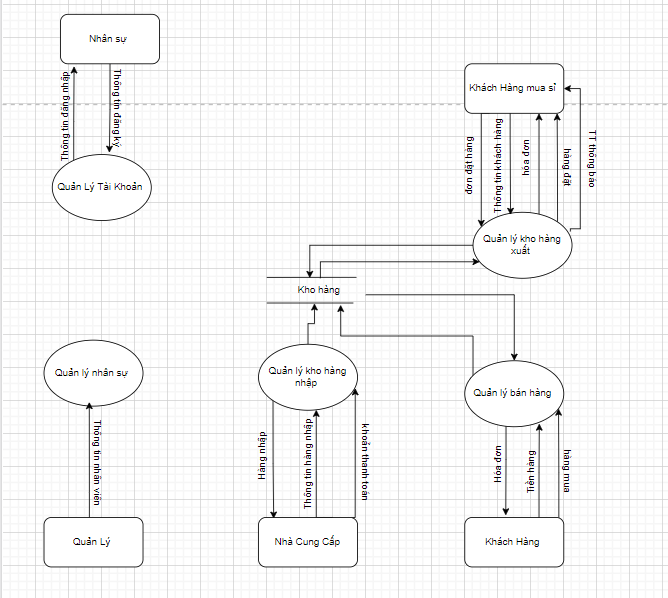 Nhân sự
Thông tin đăng nhập
Thông tin đăng ký
Quản Lý Tài Khoản
Khách Hàng mua sỉ
đơn đặt hàng
Thông tin khách hàng
hóa đơn
hàng đặt
TT thông báo
Quản lý kho hàng
xuất
Kho hàng
Quản lý nhân sự
Thông tin nhân viên
Quản Lý
Quản lý kho hàng
nhập
Hàng nhập
Thông tin hàng nhập
khoản thanh toán
Nhà Cung Cấp
Quản lý bán hàng
Hóa đơn
Tiền hàng
hàng mua
Khách Hàng